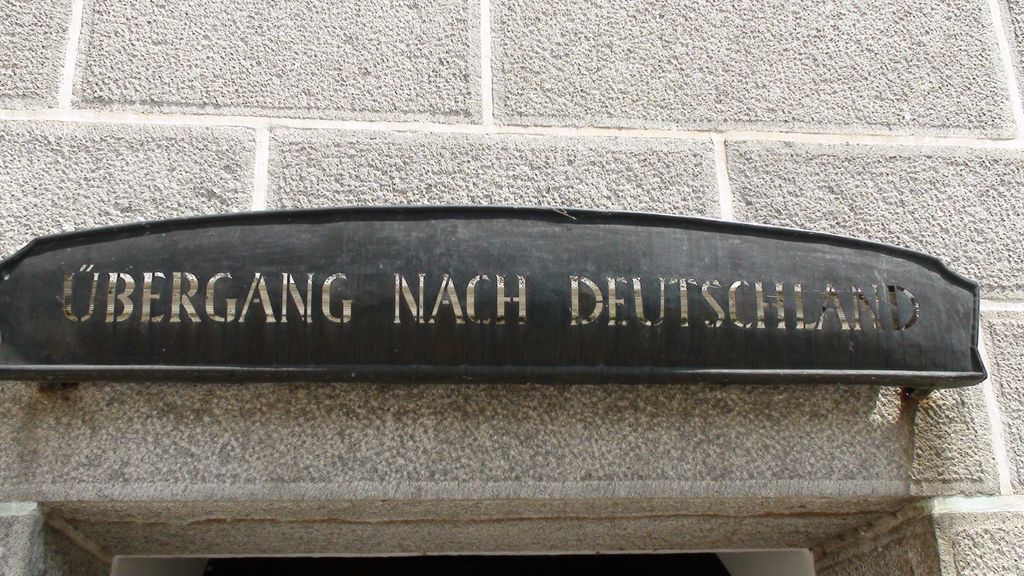 ÜBERGANG NACH DEUTSCHLAND